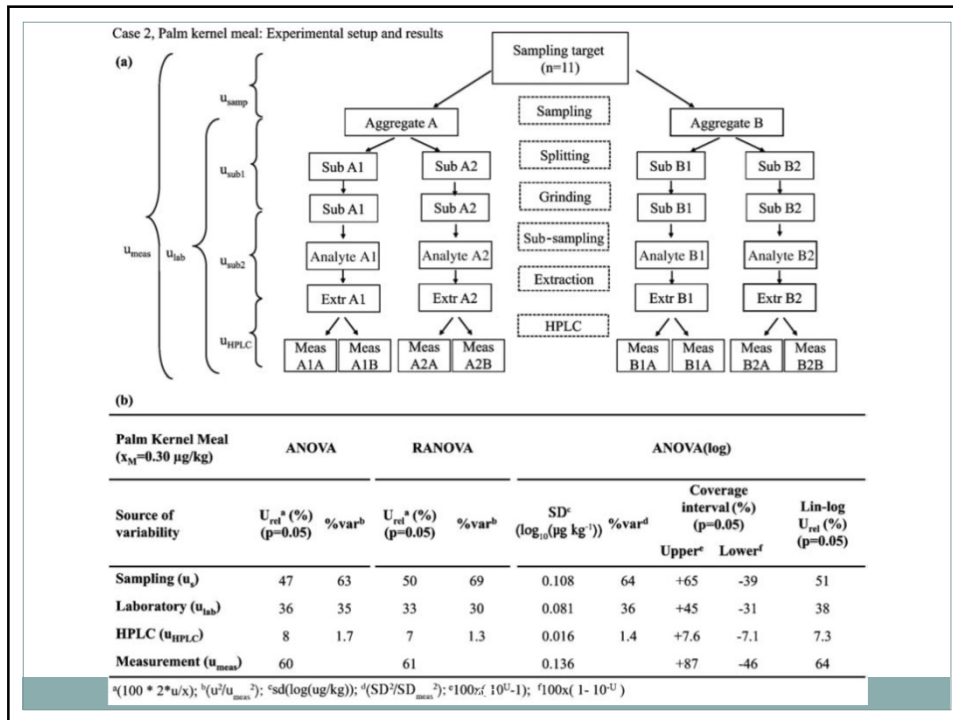 Case 2, Palm kernel meal: Experimental setup and results
(a)
Sampling target
(n=11)
u_samp
Sampling
Aggregate A
Aggregate B
Splitting
u_sub1
Sub A1
Sub A2
Sub B1
Sub B2
Grinding
Sub A1
Sub A2
Sub B1
Sub B2
Sub-sampling
u_meas
u_lab
u_sub2
Analyte A1
Analyte A2
Analyte B1
Analyte B2
Extraction
Extr A1
Extr A2
Extr B1
Extr B2
HPLC
u_HPLC
Meas A1A
Meas A1B
Meas A2A
Meas A2B
Meas B1A
Meas B1A
Meas B2A
Meas B2B
(b)
Palm Kernel Meal
(x_M=0.30 µg/kg)
ANOVA
RANOVA
ANOVA(log)
Source of variability
U_rel^a (%) (p=0.05)
%var^b
U_rel^a (%) (p=0.05)
%var^b
SD^c (log₁₀(µg kg⁻¹))
%var^d
Coverage interval (%) (p=0.05)
Upper^e Lower^f
Lin-log U_rel (%) (p=0.05)
Sampling (u_s) 47 63 50 69 0.108 64 +65 -39 51
Laboratory (u_lab) 36 35 33 30 0.081 36 +45 -31 38
HPLC (u_HPLC) 8 1.7 7 1.3 0.016 1.4 +7.6 -7.1 7.3
Measurement (u_meas) 60 61 0.136 +87 -46 64
^a(100 * 2*u/x); ^b(u²/u_meas²); ^csd(log(ug/kg)); ^d(SD²/SD_meas²); ^e100x( 10^U-1); ^f100x( 1- 10^-U )